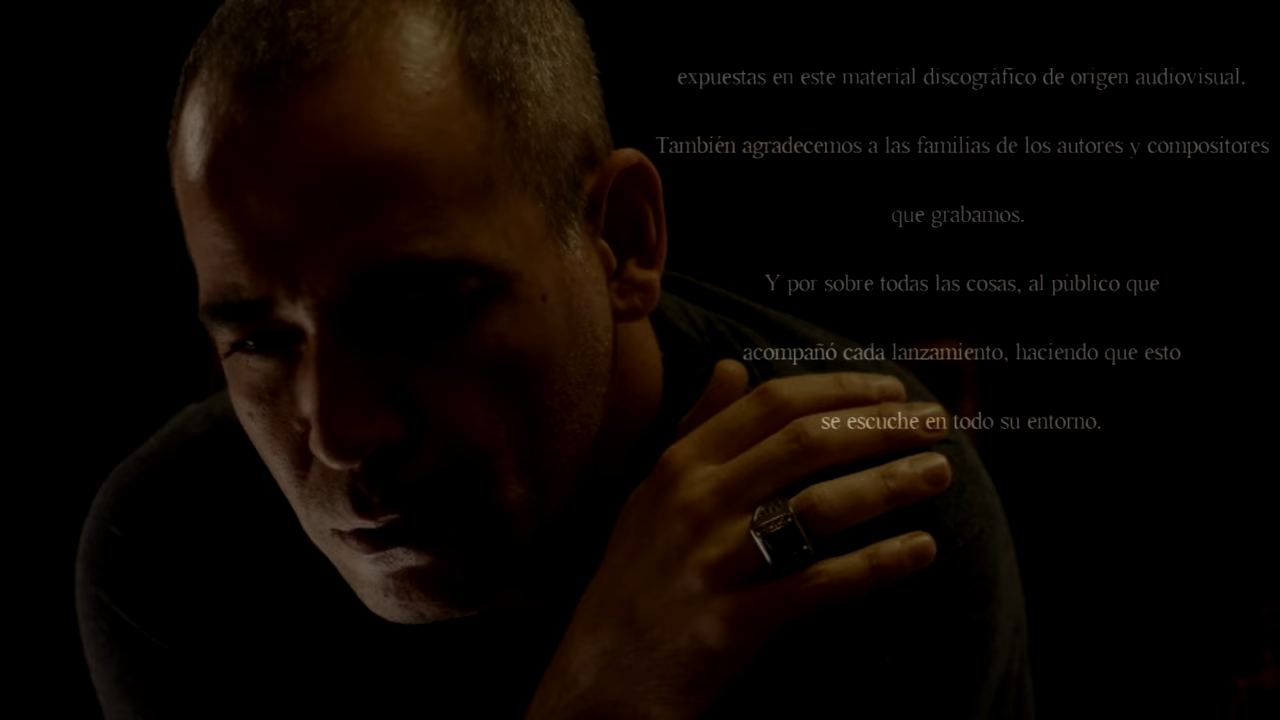 expuestas en este material discográfico de origen audiovisual.
También agradecemos a las familias de los autores y compositores
que grabamos.
Y por sobre todas las cosas, al público que
acompañó cada lanzamiento, haciendo que esto
se escuche en todo su entorno.